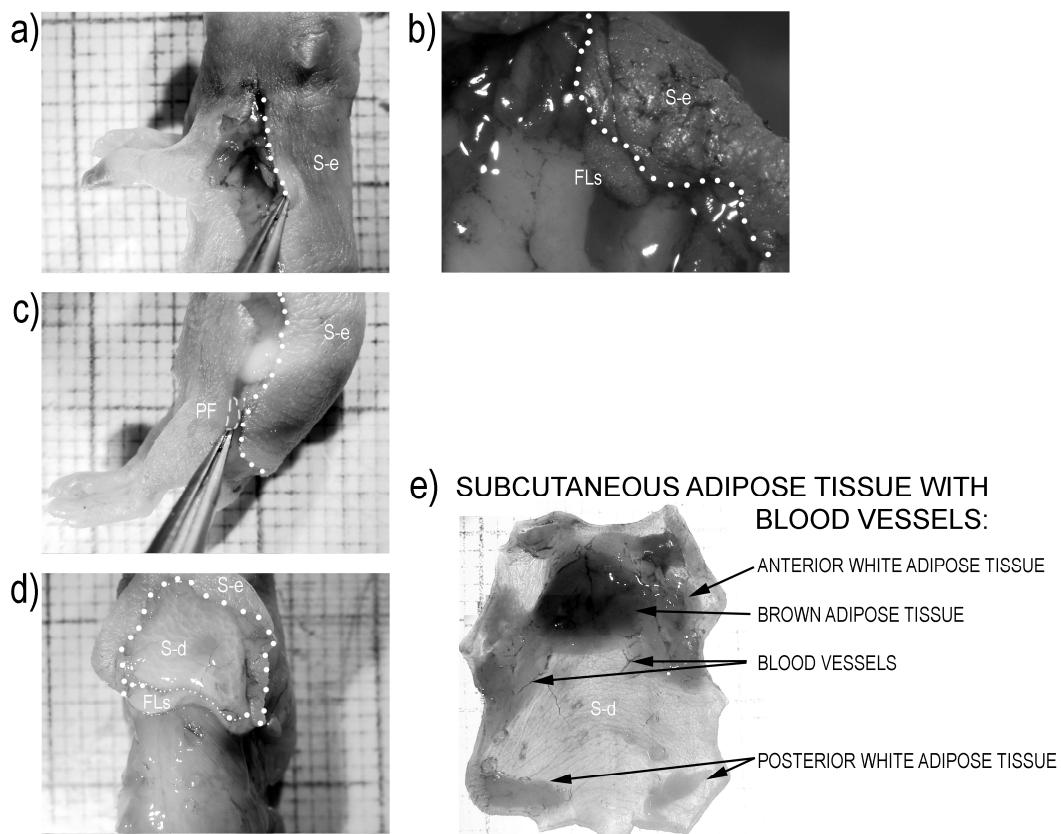 a)
S-e
b)
S-e
FLs
c)
S-e
PF
d)
S-e
S-d
FLs
e) SUBCUTANEOUS ADIPOSE TISSUE WITH
BLOOD VESSELS:
ANTERIOR WHITE ADIPOSE TISSUE
BROWN ADIPOSE TISSUE
BLOOD VESSELS
S-d
POSTERIOR WHITE ADIPOSE TISSUE